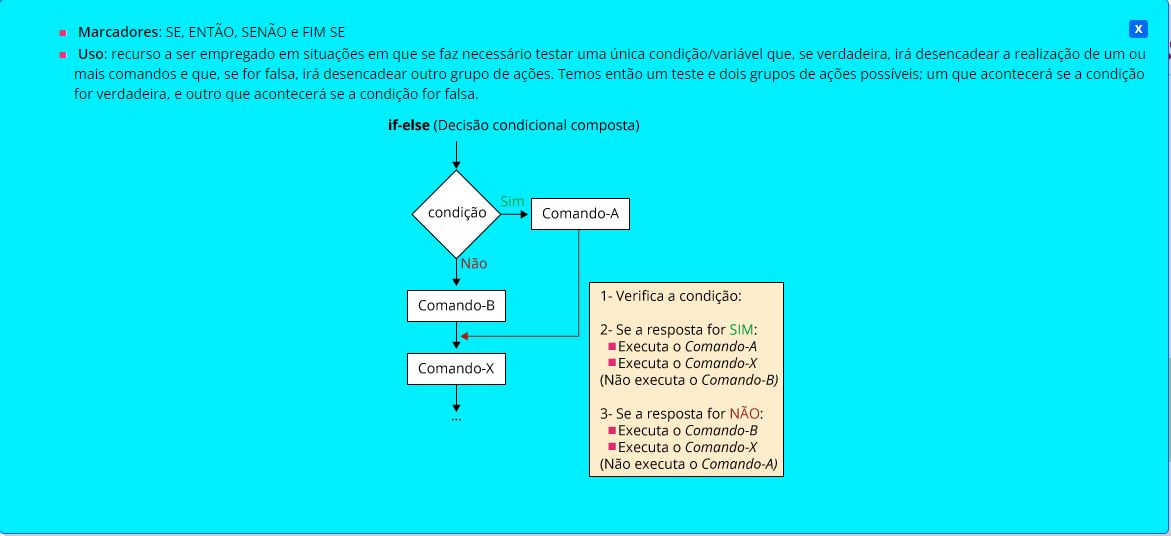 Marcadores: SE, ENTÃO, SENÃO e FIM SE
X
Uso: recurso a ser empregado em situações em que se faz necessário testar uma única condição/variável que, se verdadeira, irá desencadear a realização de um ou
mais comandos e que, se for falsa, irá desencadear outro grupo de ações. Temos então um teste e dois grupos de ações possíveis; um que acontecerá se a condição
for verdadeira, e outro que acontecerá se a condição for falsa.
if-else (Decisão condicional composta)
condição
Sim
Comando-A
Não
Comando-B
Comando-X
...
1- Verifica a condição:
2- Se a resposta for SIM:
Executa o Comando-A
Executa o Comando-X
(Não executa o Comando-B)
3- Se a resposta for NÃO:
Executa o Comando-B
Executa o Comando-X
(Não executa o Comando-A)